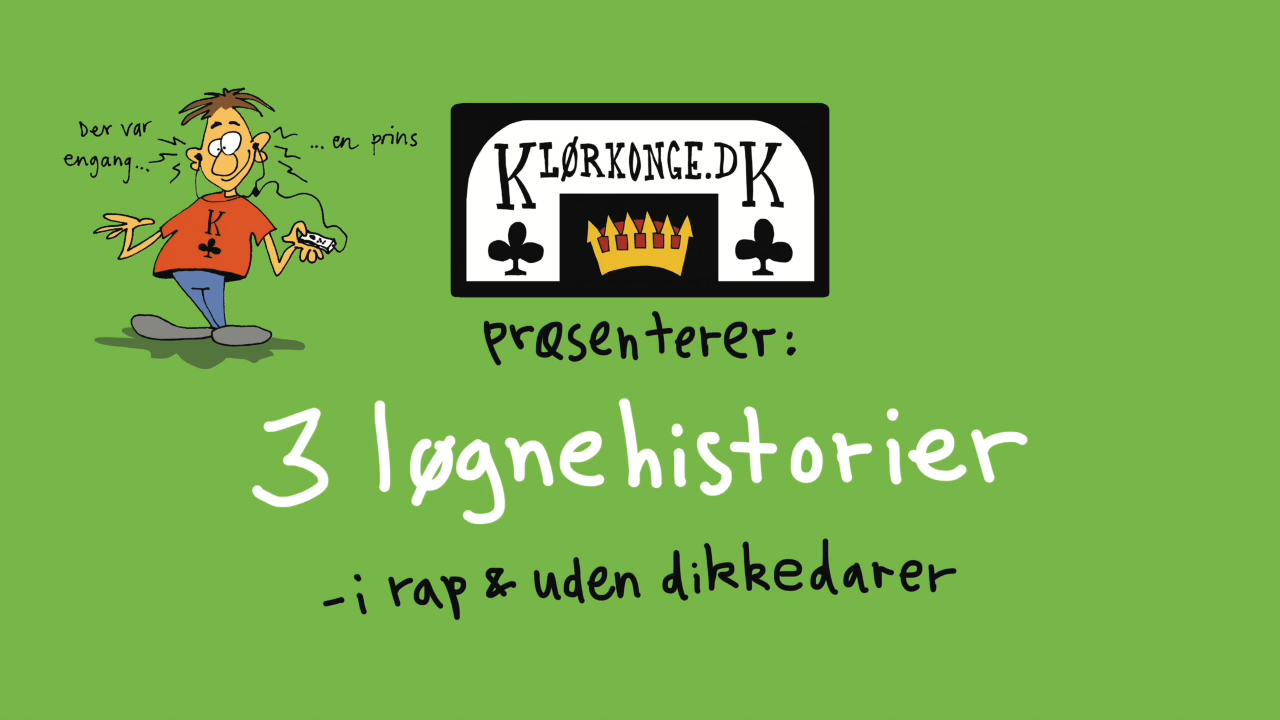 Der var
engang...
... en prins
K
KLØRKONGE.DK
præsenterer:
3 løgnehistorier
- i rap & uden dikkedarer